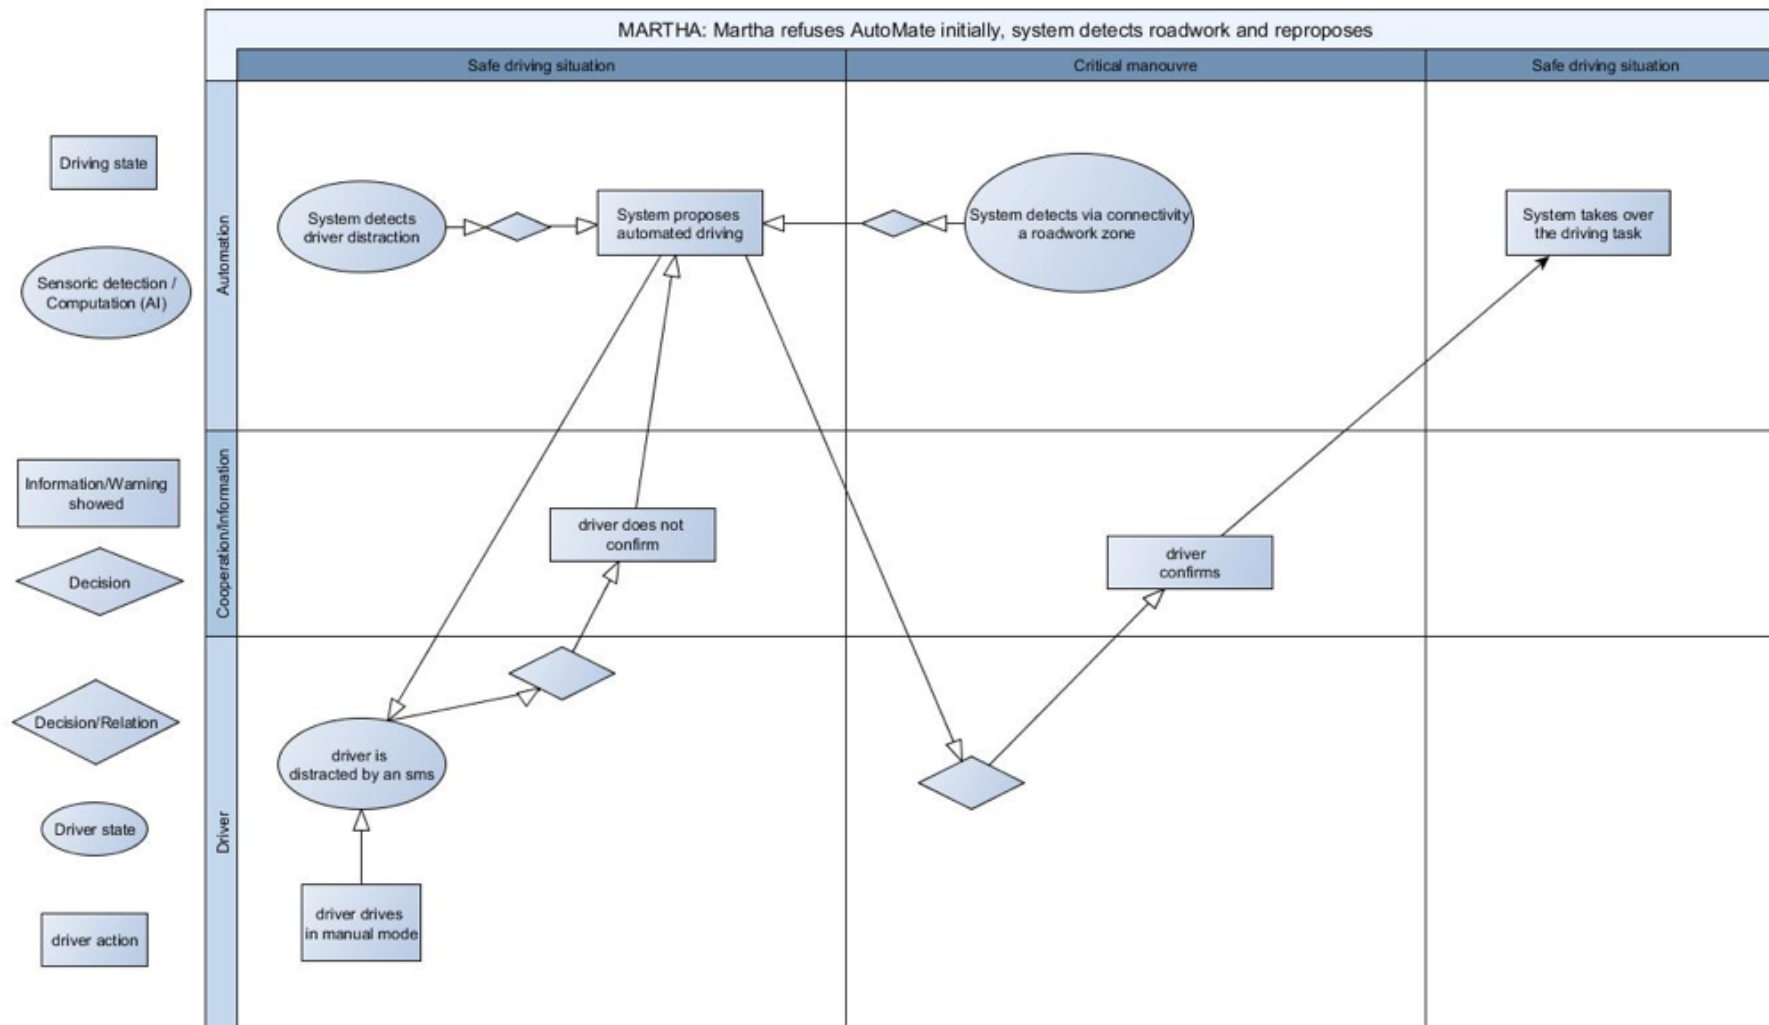 MARTHA: Martha refuses AutoMate initially, system detects roadwork and reproposes
Safe driving situation
Critical manouvre
Safe driving situation
Driving state
Sensoric detection /
Computation (AI)
Information/Warning
showed
Decision
Decision/Relation
Driver state
driver action
Automation
System detects
driver distraction
System proposes
automated driving
System detects via connectivity
a roadwork zone
System takes over
the driving task
Cooperation/Information
driver does not
confirm
driver
confirms
Driver
driver is
distracted by an sms
driver drives
in manual mode